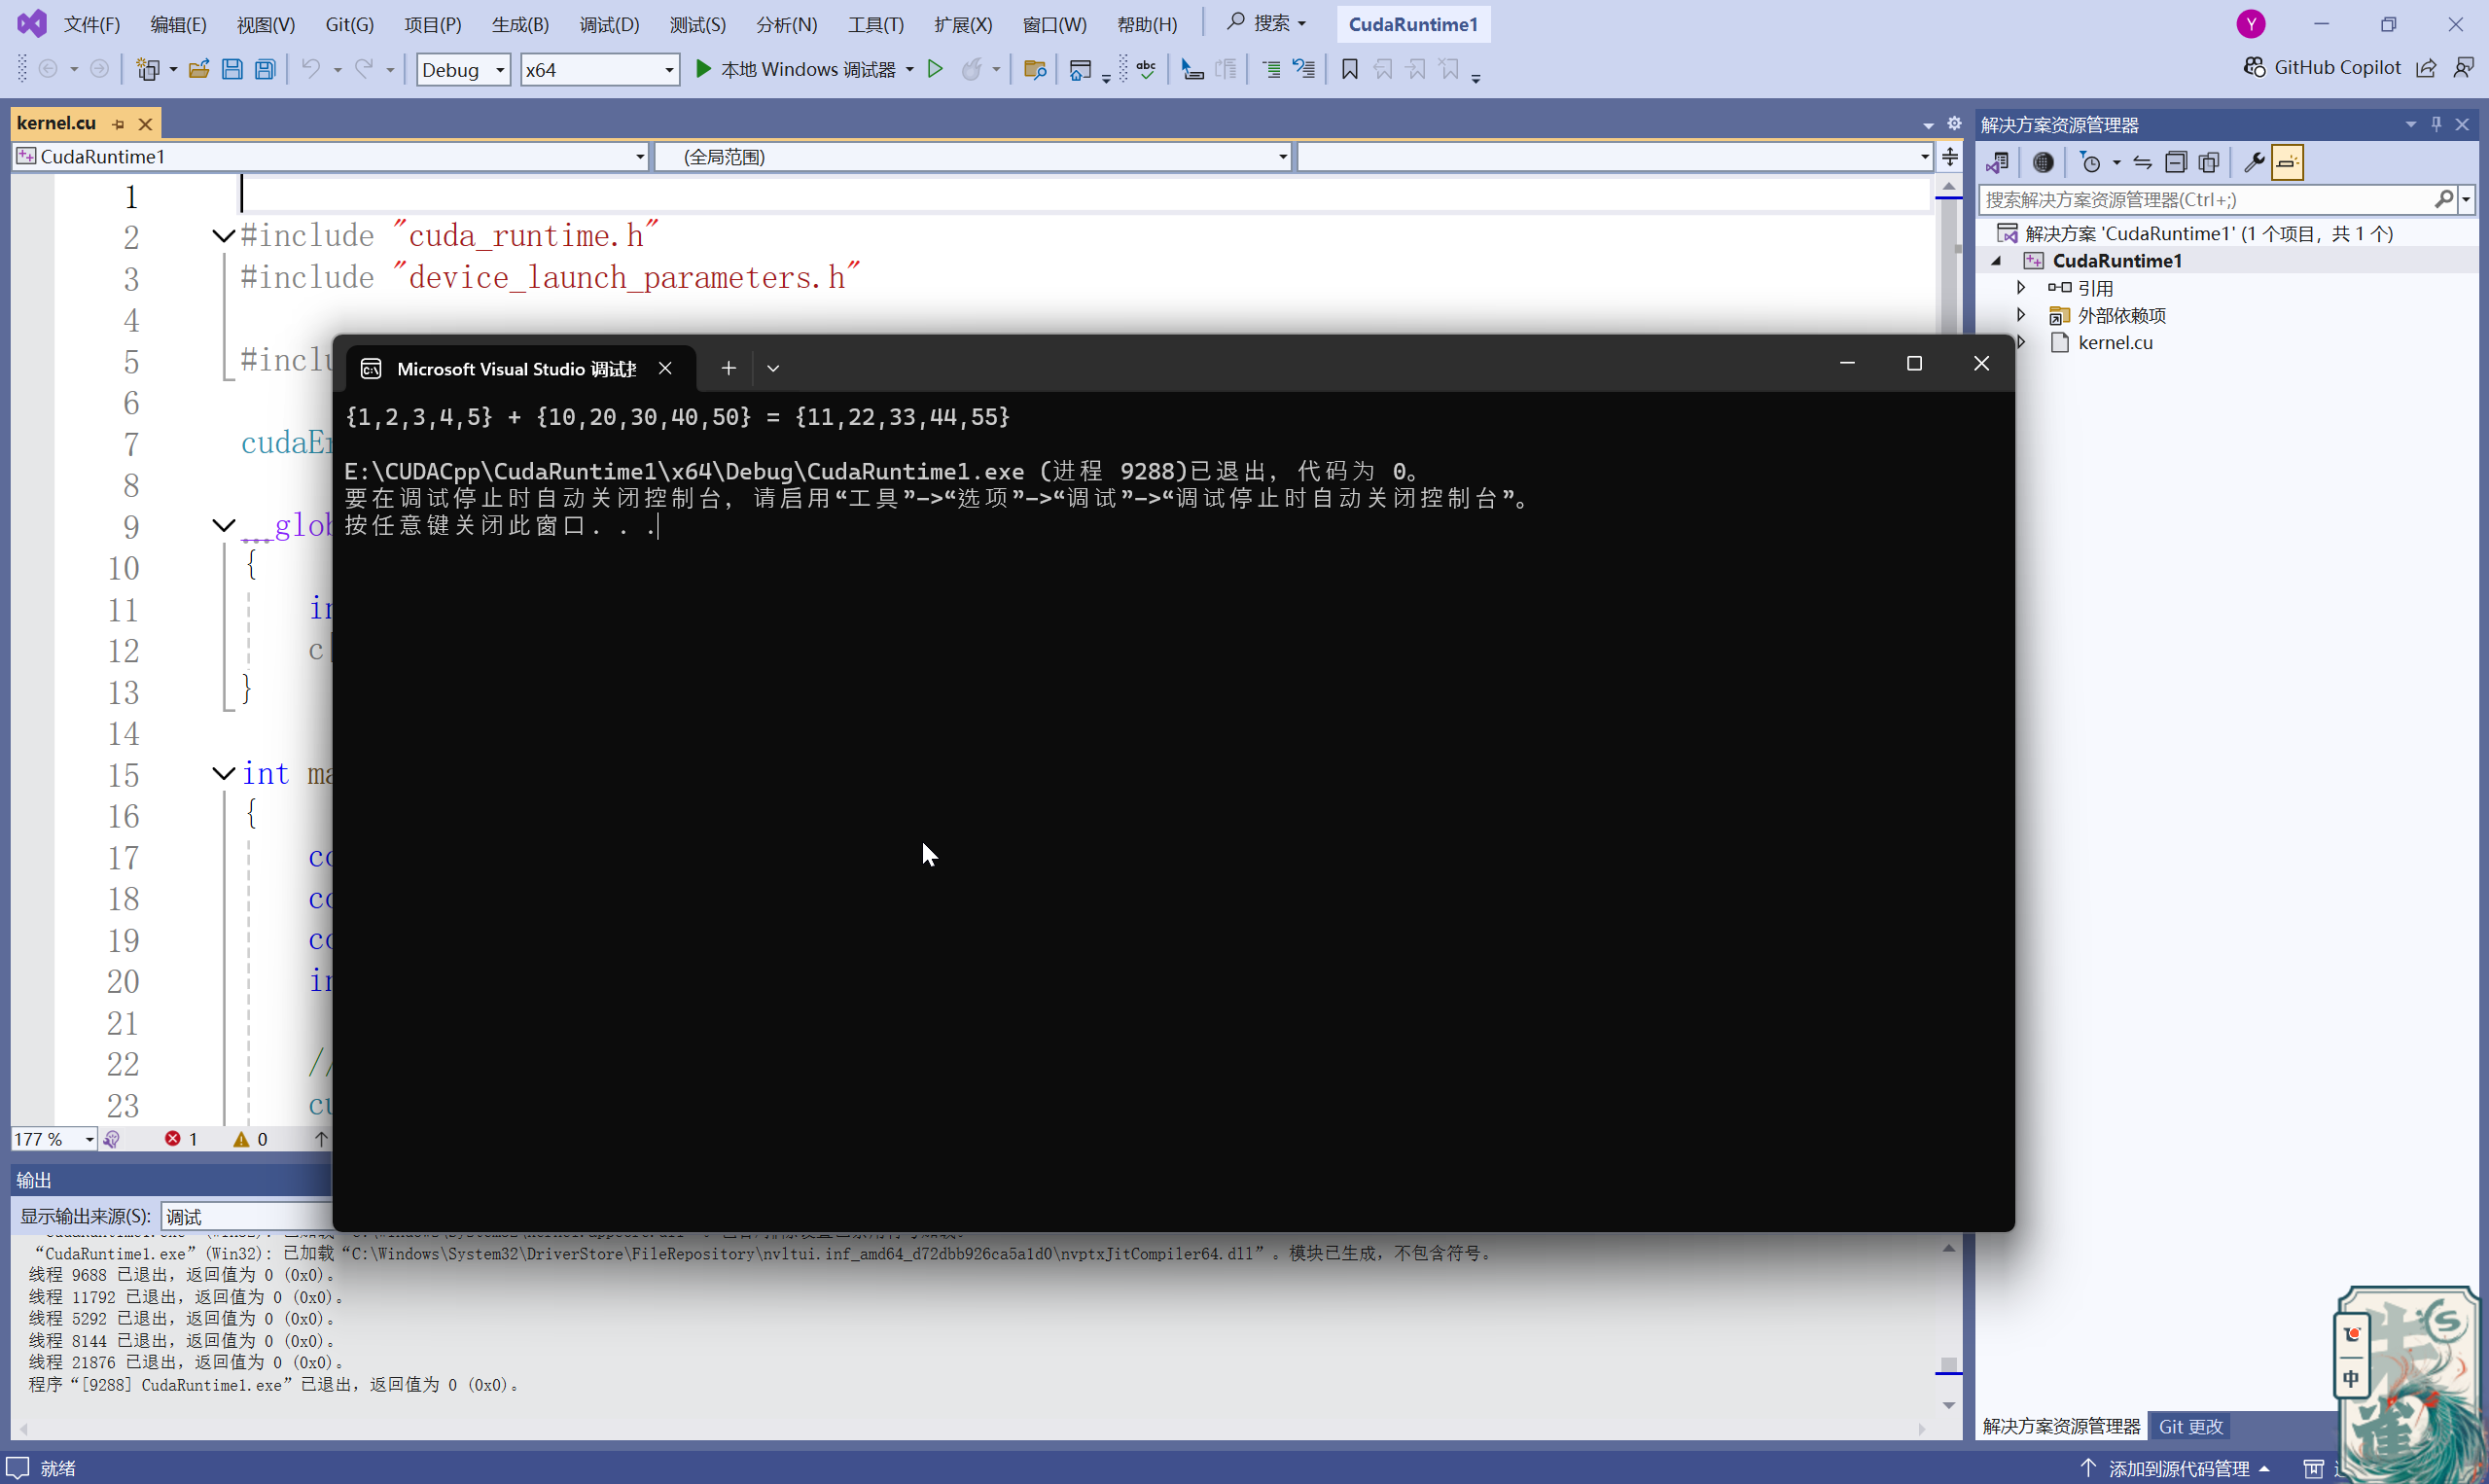 文件(F) 编辑(E) 视图(V) Git(G) 项目(P) 生成(B) 调试(D) 测试(S) 分析(N) 工具(T) 扩展(X) 窗口(W) 帮助(H) 搜索 CudaRuntime1 Y
Debug x64 本地 Windows 调试器 abc GitHub Copilot
kernel.cu
解决方案资源管理器
CudaRuntime1 (全局范围)
搜索解决方案资源管理器(Ctrl+;)
解决方案 'CudaRuntime1' (1 个项目，共 1 个)
CudaRuntime1
引用
外部依赖项
kernel.cu
1
2 #include "cuda_runtime.h"
3 #include "device_launch_parameters.h"
4
5 #inclu
6
7 cudaEr
8
9 __glob
10 {
11 in
12 c[
13 }
14
15 int ma
16 {
17 co
18 co
19 co
20 in
21
22 //
23 cu
Microsoft Visual Studio 调试
{1,2,3,4,5} + {10,20,30,40,50} = {11,22,33,44,55}
E:\CUDACpp\CudaRuntime1\x64\Debug\CudaRuntime1.exe (进程 9288)已退出，代码为 0。
要在调试停止时自动关闭控制台，请启用“工具”->“选项”->“调试”->“调试停止时自动关闭控制台”。
按任意键关闭此窗口. . .
177 % 1 0
输出
显示输出来源(S): 调试
“CudaRuntime1.exe”(Win32): 已加载“C:\Windows\System32\DriverStore\FileRepository\nvltui.inf_amd64_d72dbb926ca5a1d0\nvptxJitCompiler64.dll”。模块已生成，不包含符号。
线程 9688 已退出，返回值为 0 (0x0)。
线程 11792 已退出，返回值为 0 (0x0)。
线程 5292 已退出，返回值为 0 (0x0)。
线程 8144 已退出，返回值为 0 (0x0)。
线程 21876 已退出，返回值为 0 (0x0)。
程序“[9288] CudaRuntime1.exe”已退出，返回值为 0 (0x0)。
解决方案资源管理器 Git 更改
中
就绪 添加到源代码管理